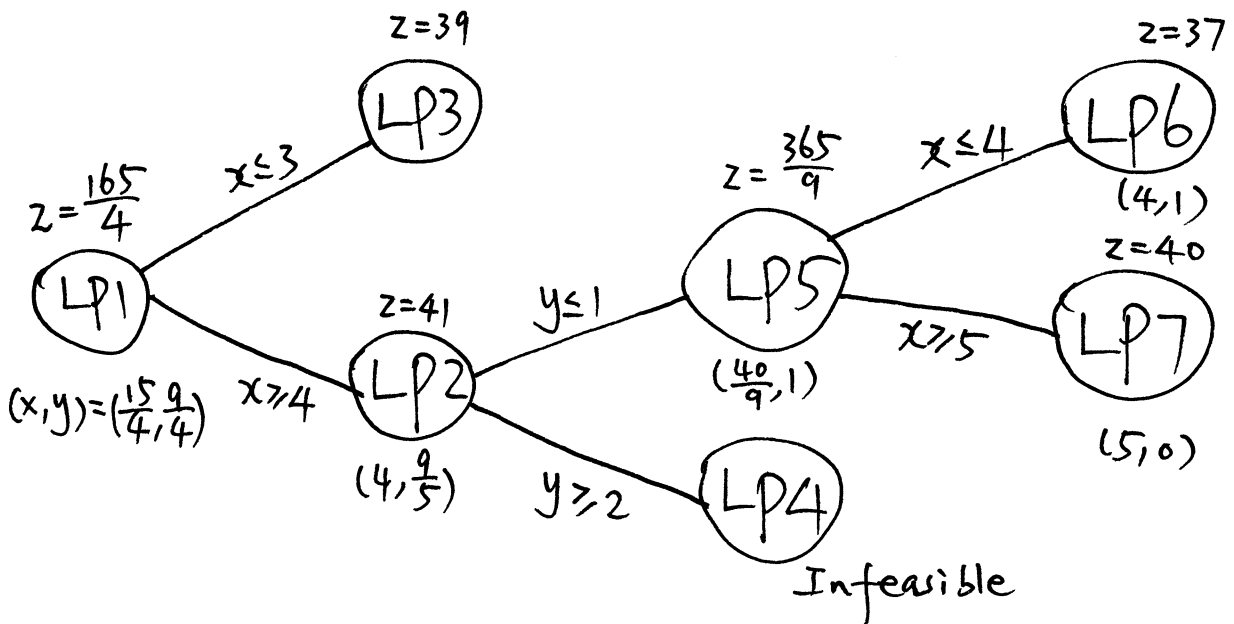 z=39
LP3
x≤3
z=165/4
LP1
(x,y)=(15/4,9/4)
x≥4
z=41
LP2
(4,9/5)
y≤1
y≥2
z=365/9
LP5
(40/9,1)
LP4
Infeasible
x≤4
x≥5
z=37
LP6
(4,1)
z=40
LP7
(5,0)